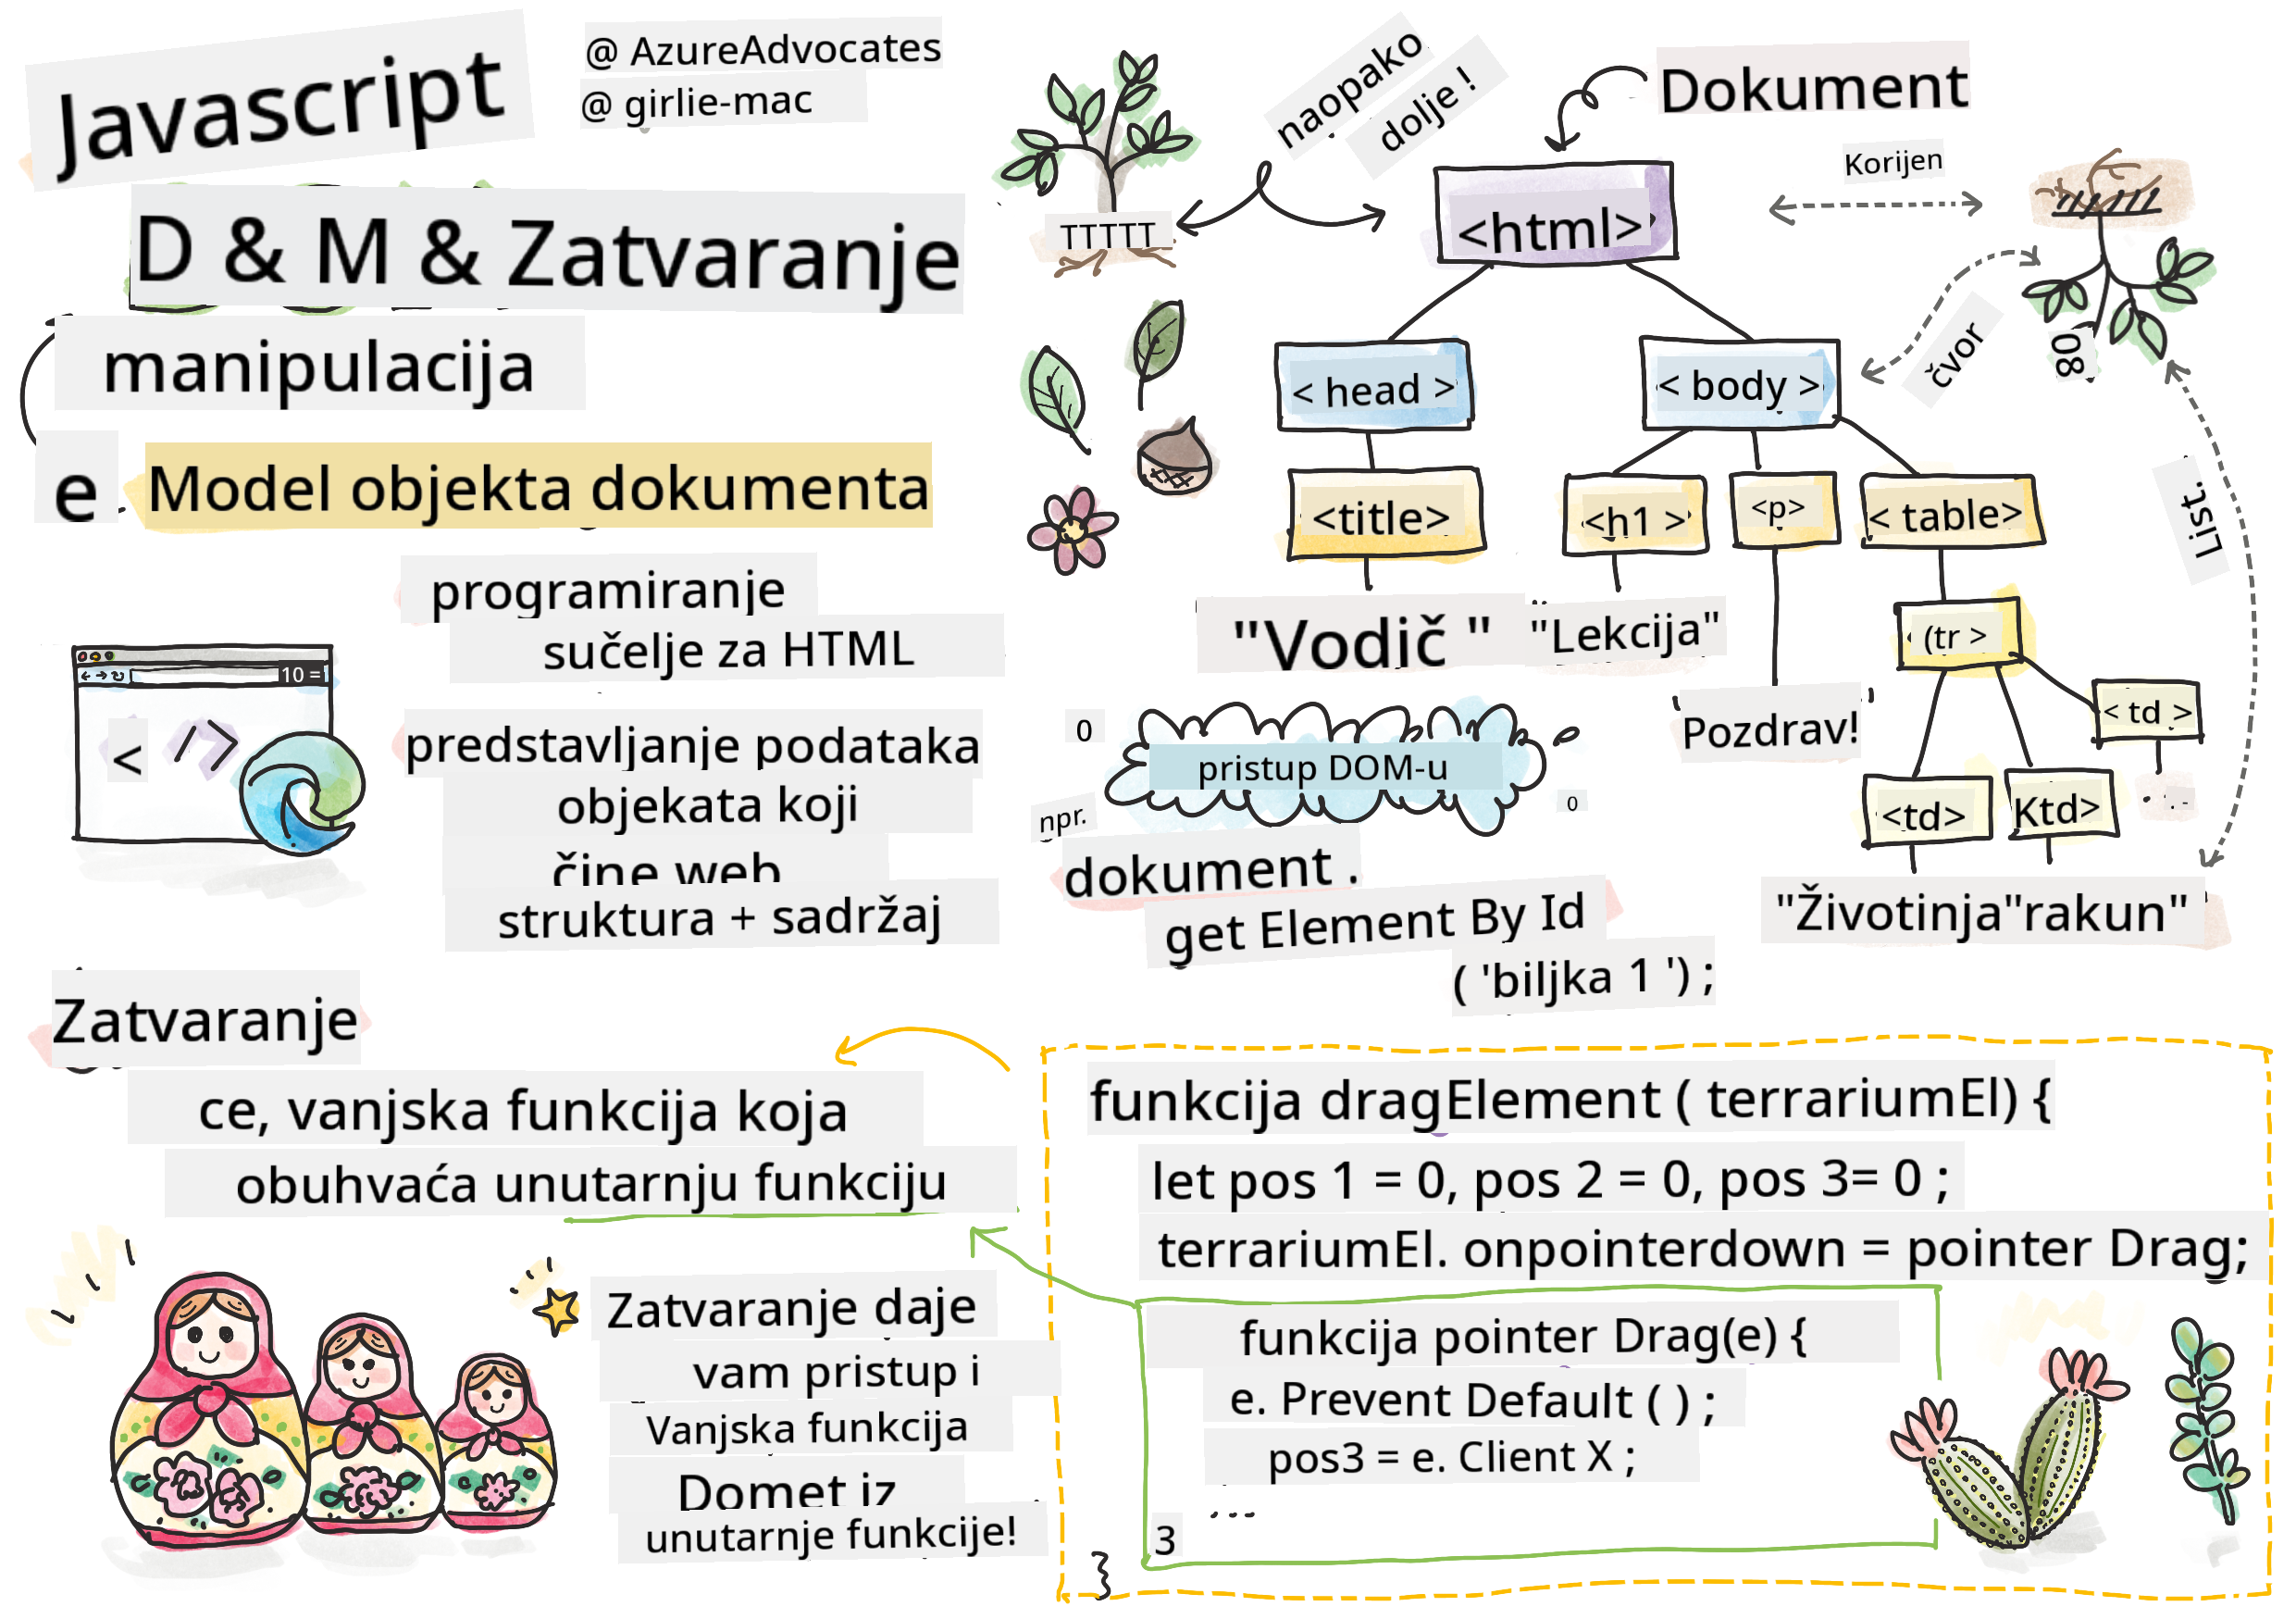 Javascript
@ AzureAdvocates
@ girlie-mac
D & M & Zatvaranje
manipulacija
e Model objekta dokumenta
programiranje
sučelje za HTML
predstavljanje podataka
objekata koji
čine web
struktura + sadržaj
10 =
< />
naopako
dolje !
TTTTT
Dokument
Korijen
<html>
čvor
80
List.
< head >
< body >
<title>
<h1 >
<p>
< table>
"Vodič "
"Lekcija"
(tr >
Pozdrav!
< td >
<td>
Ktd>
"Životinja"rakun"
0
pristup DOM-u
0
npr.
dokument .
get Element By Id
( 'biljka 1 ') ;
Zatvaranje
ce, vanjska funkcija koja
obuhvaća unutarnju funkciju
Zatvaranje daje
vam pristup i
Vanjska funkcija
Domet iz
unutarnje funkcije!
funkcija dragElement ( terrariumEl) {
let pos 1 = 0, pos 2 = 0, pos 3= 0 ;
terrariumEl. onpointerdown = pointer Drag;
funkcija pointer Drag(e) {
e. Prevent Default ( ) ;
pos3 = e. Client X ;
...
3
}